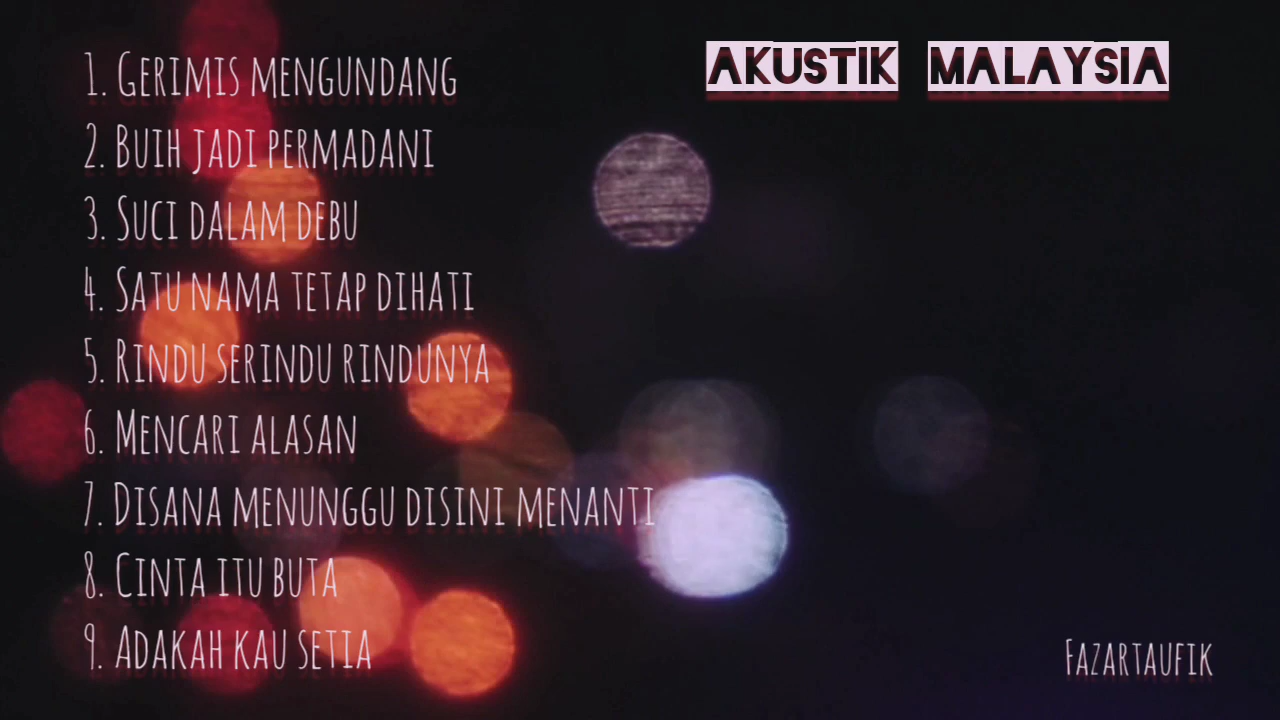 1. Gerimis mengundang
2. Buih jadi permadani
3. Suci dalam debu
4. Satu nama tetap dihati
5. Rindu serindu rindunya
6. Mencari alasan
7. Disana menunggu disini menanti
8. Cinta itu buta
9. Adakah kau setia
AKUSTIK MALAYSIA
Fazartaufik